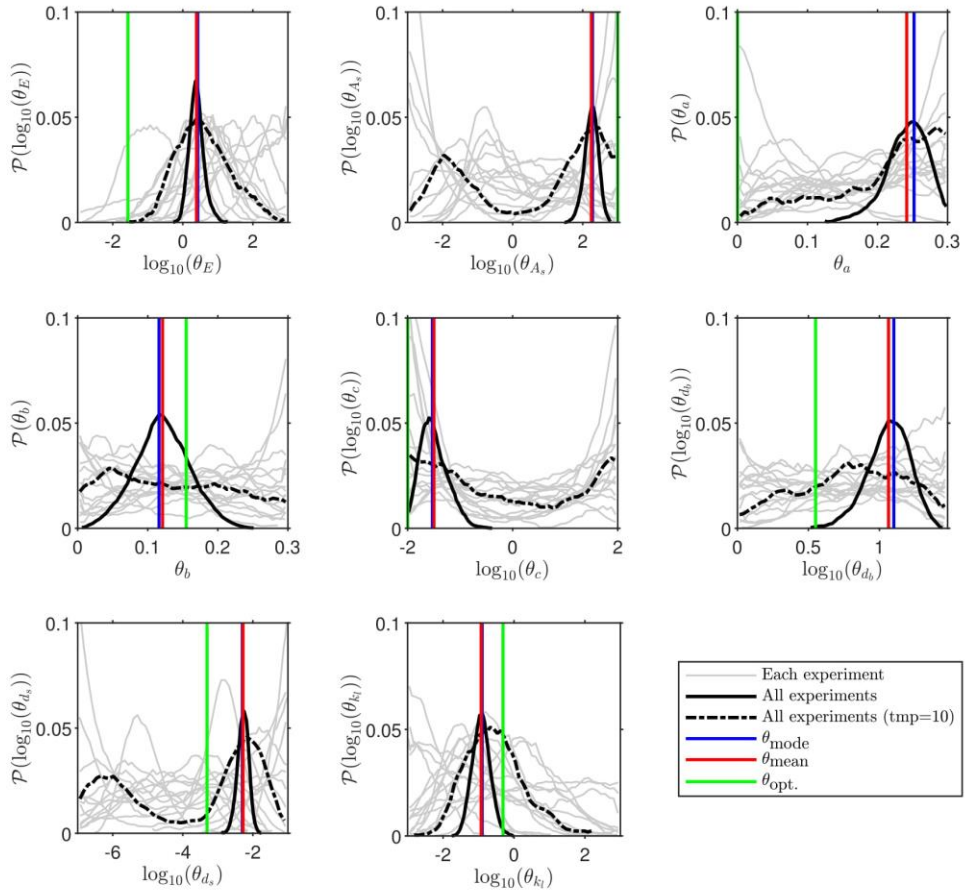 0.1
0.05
0
-2
0
2
P(log10(θE))
log10(θE)
0.1
0.05
0
-2
0
2
P(log10(θAs))
log10(θAs)
0.1
0.05
0
0
0.1
0.2
0.3
P(θa)
θa
0.1
0.05
0
0
0.1
0.2
0.3
P(θb)
θb
0.1
0.05
0
-2
0
2
P(log10(θc))
log10(θc)
0.1
0.05
0
0
0.5
1
P(log10(θdb))
log10(θdb)
0.1
0.05
0
-6
-4
-2
P(log10(θds))
log10(θds)
0.1
0.05
0
-2
0
2
P(log10(θkl))
log10(θkl)
Each experiment
All experiments
All experiments (tmp=10)
θmode
θmean
θopt.